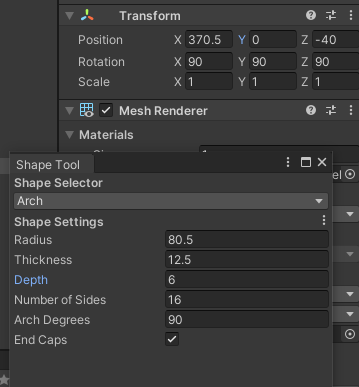 Transform
Position X 370.5 Y 0 Z -40
Rotation X 90 Y 90 Z 90
Scale X 1 Y 1 Z 1
Mesh Renderer
Materials
Shape Tool
Shape Selector
Arch
Shape Settings
Radius 80.5
Thickness 12.5
Depth 6
Number of Sides 16
Arch Degrees 90
End Caps